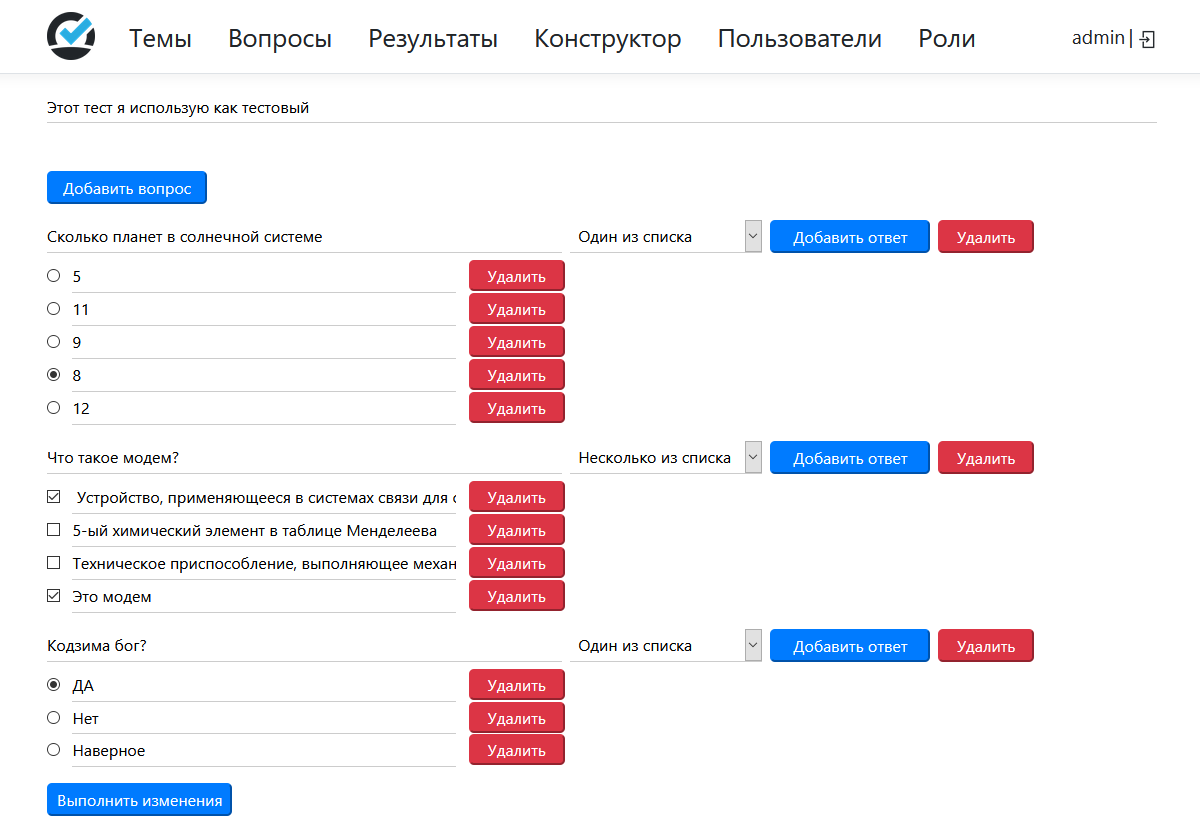 Темы Вопросы Результаты Конструктор Пользователи Роли admin |
Этот тест я использую как тестовый
Добавить вопрос
Сколько планет в солнечной системе Один из списка Добавить ответ Удалить
5 Удалить
11 Удалить
9 Удалить
8 Удалить
12 Удалить
Что такое модем? Несколько из списка Добавить ответ Удалить
Устройство, применяющееся в системах связи для Удалить
5-ый химический элемент в таблице Менделеева Удалить
Техническое приспособление, выполняющее механ Удалить
Это модем Удалить
Кодзима бог? Один из списка Добавить ответ Удалить
ДА Удалить
Нет Удалить
Наверное Удалить
Выполнить изменения